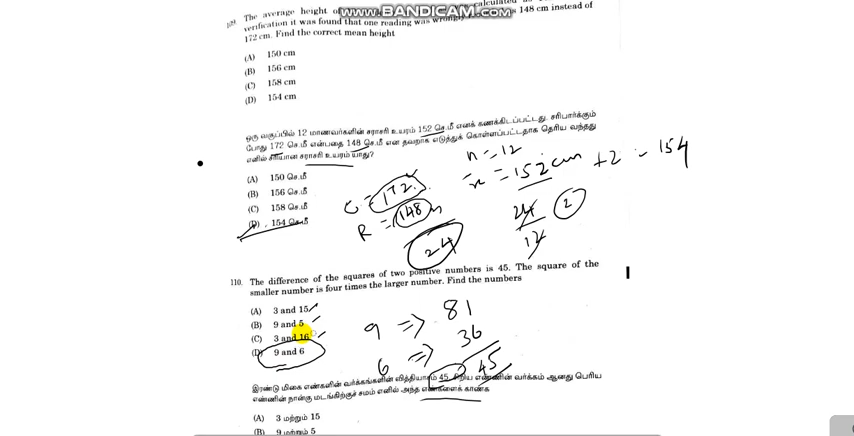 WWW.BANDICAM.COM
109. The average height of calculated
verification it was found that one reading was wrongly 148 cm instead of
172 cm. Find the correct mean height
(A) 150 cm
(B) 156 cm
(C) 158 cm
(D) 154 cm
ஒரு வகுப்பில் 12 மாணவர்களின் சராசரி உயரம் 152 செ.மீ எனக் கணக்கிடப்பட்டது. சரிபார்க்கும்
போது 172 செ.மீ என்பதை 148 செ.மீ என தவறாக எடுத்துக் கொள்ளப்பட்டதாக தெரிய வந்தது
எனில் சரியான சராசரி உயரம் யாது?
n = 12
x = 152 cm + 2 = 154
(A) 150 செ.மீ
(B) 156 செ.மீ
(C) 158 செ.மீ
(D) 154 செ.மீ
C = 172
R = 148
24
24 2
12
110. The difference of the squares of two positive numbers is 45. The square of the
smaller number is four times the larger number. Find the numbers
(A) 3 and 15
(B) 9 and 5
(C) 3 and 16
(D) 9 and 6
9 => 81
6 => 36
45
இரண்டு மிகை எண்களின் வர்க்கங்களின் வித்தியாசம் 45. சிறிய எண்ணின் வர்க்கம் ஆனது பெரிய
எண்ணின் நான்கு மடங்கிற்குச் சமம் எனில் அந்த எண்களைக் காண்க
(A) 3 மற்றும் 15
(B) 9 மற்றும் 5